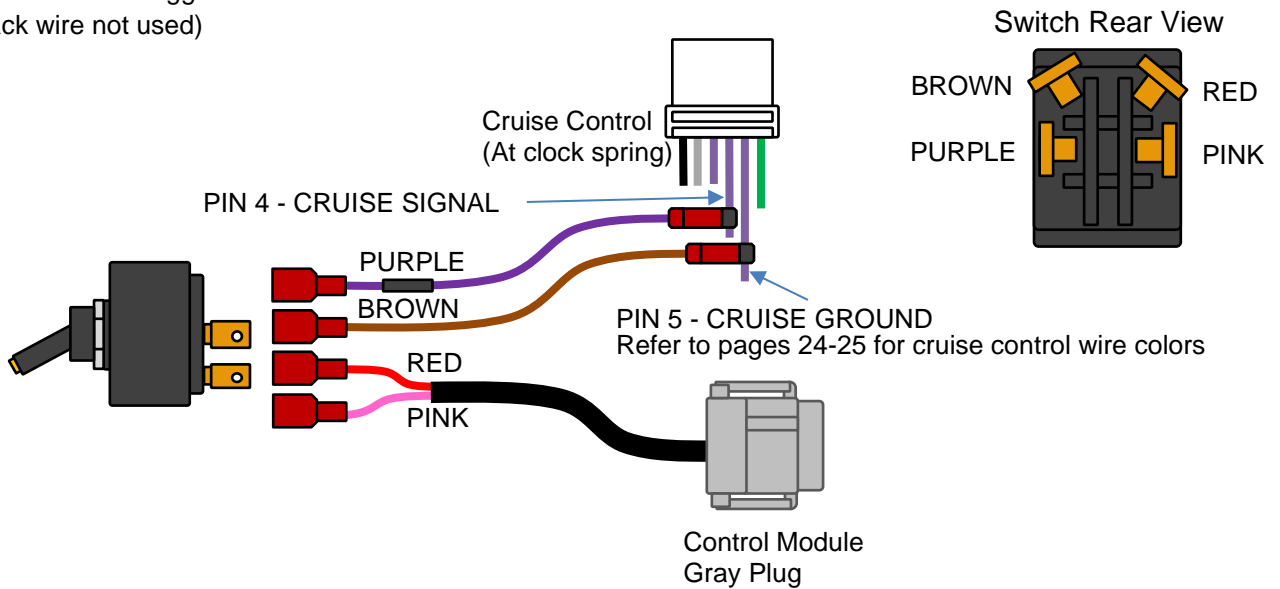 ack wire not used)
Switch Rear View
BROWN
RED
PURPLE
PINK
Cruise Control
(At clock spring)
PIN 4 - CRUISE SIGNAL
PURPLE
BROWN
PIN 5 - CRUISE GROUND
Refer to pages 24-25 for cruise control wire colors
RED
PINK
Control Module
Gray Plug